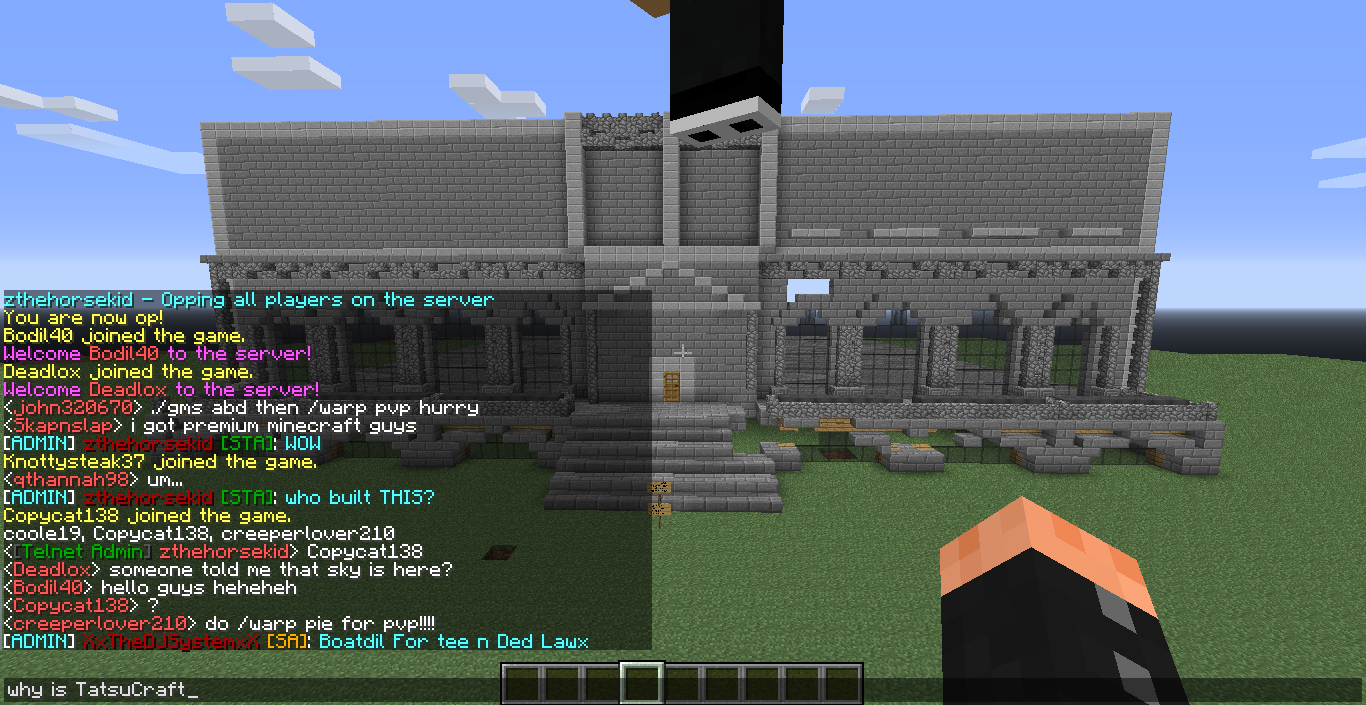 zthehorsekid - Opping all players on the server
You are now op!
Bodil40 joined the game.
Welcome Bodil40 to the server!
Deadlox joined the game.
Welcome Deadlox to the server!
<john320670> ./gms abd then /warp pvp hurry
<Skapnslap> i got premium minecraft guys
[ADMIN] zthehorsekid [STA]: WOW
Knottysteak37 joined the game.
<qthannah98> um...
[ADMIN] zthehorsekid [STA]: who built THIS?
Copycat138 joined the game.
coole19, Copycat138, creeperlover210
<[Telnet Admin] zthehorsekid> Copycat138
<Deadlox> someone told me that sky is here?
<Bodil40> hello guys heheheh
<Copycat138> ?
<creeperlover210> do /warp pie for pvp!!!!
[ADMIN] XxTheDJSystemxX [SA]: Boatdil For tee n Ded Lawx
why is TatsuCraft_